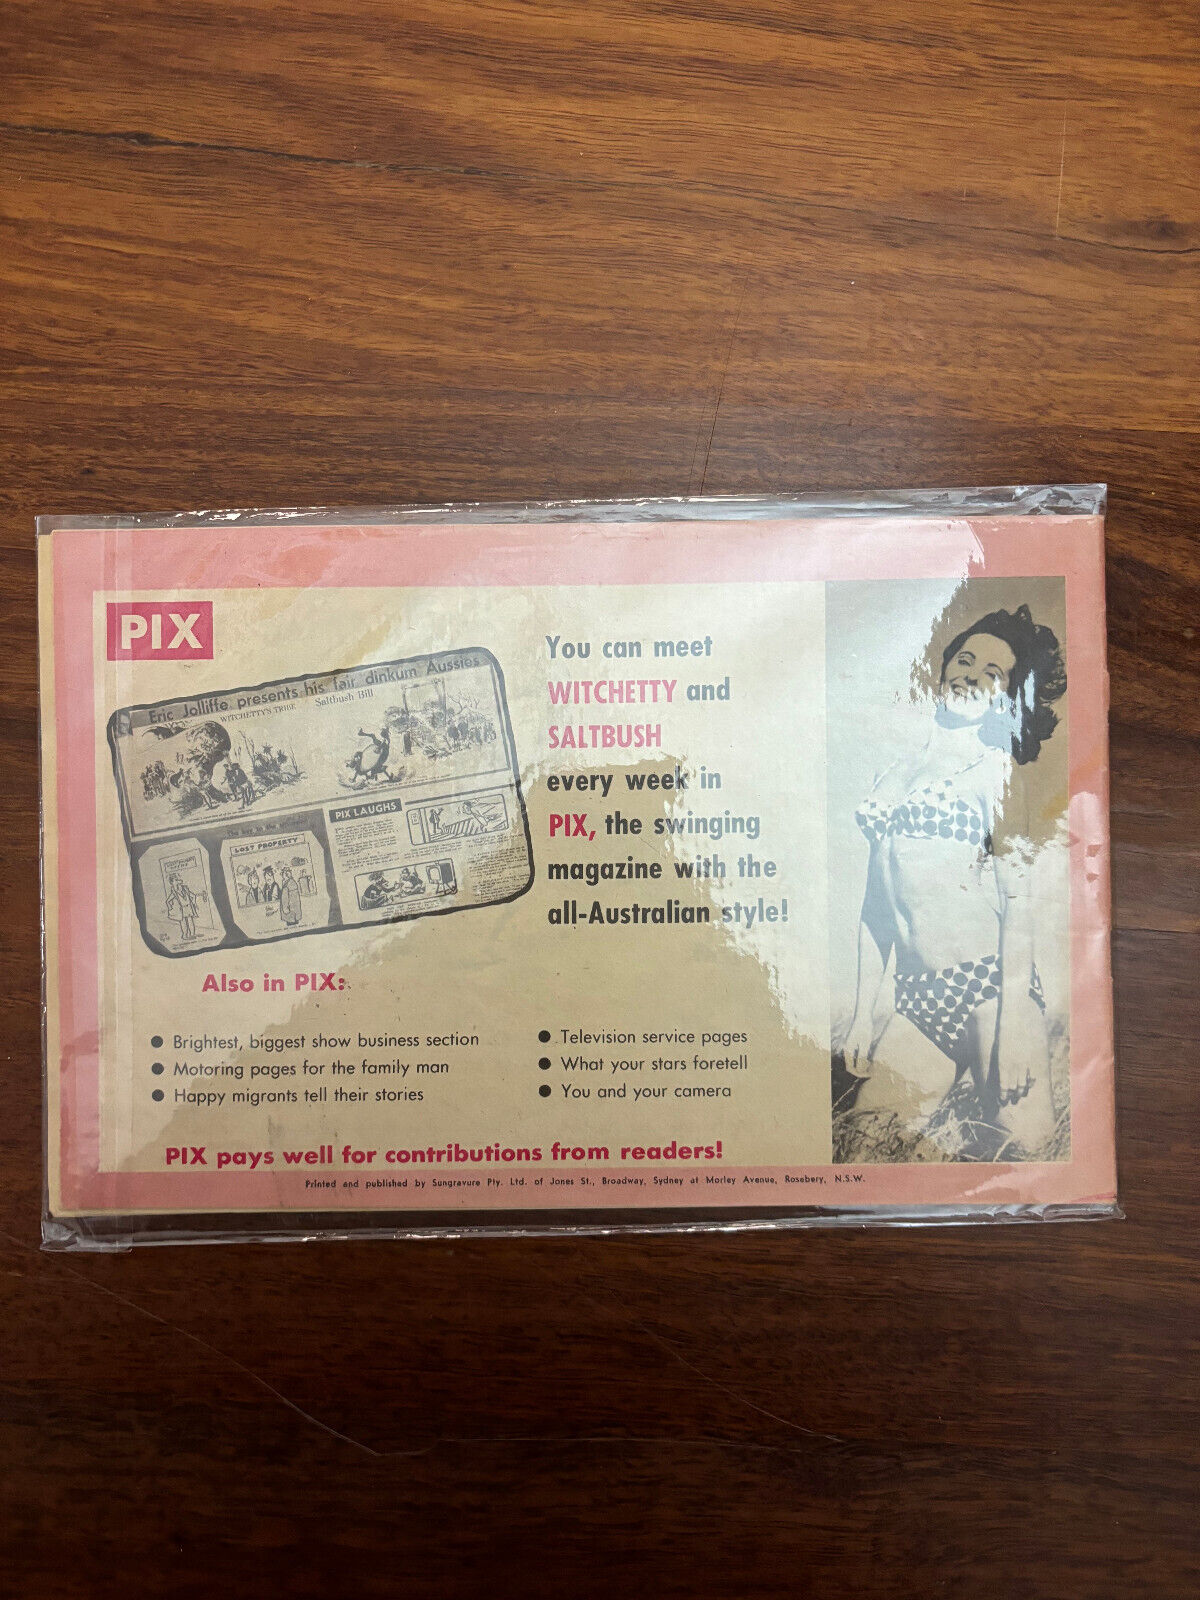 PIX
Eric Jolliffe presents his fair dinkum Aussies
WITCHETTY'S TRIBE Saltbush Bill
PIX LAUGHS
LOST PROPERTY
You can meet
WITCHETTY and
SALTBUSH
every week in
PIX, the swinging
magazine with the
all-Australian style!
Also in PIX:
● Brightest, biggest show business section
● Motoring pages for the family man
● Happy migrants tell their stories
● Television service pages
● What your stars foretell
● You and your camera
PIX pays well for contributions from readers!
Printed and published by Sungravure Pty. Ltd. of Jones St., Broadway, Sydney at Morley Avenue, Rosebery, N.S.W.